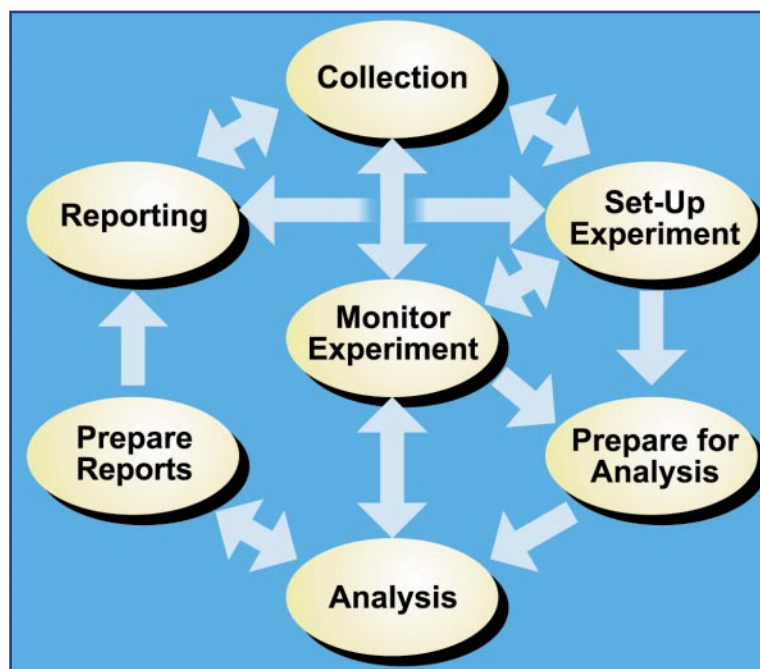 Collection
Reporting
Set-Up
Experiment
Monitor
Experiment
Prepare
Reports
Prepare for
Analysis
Analysis